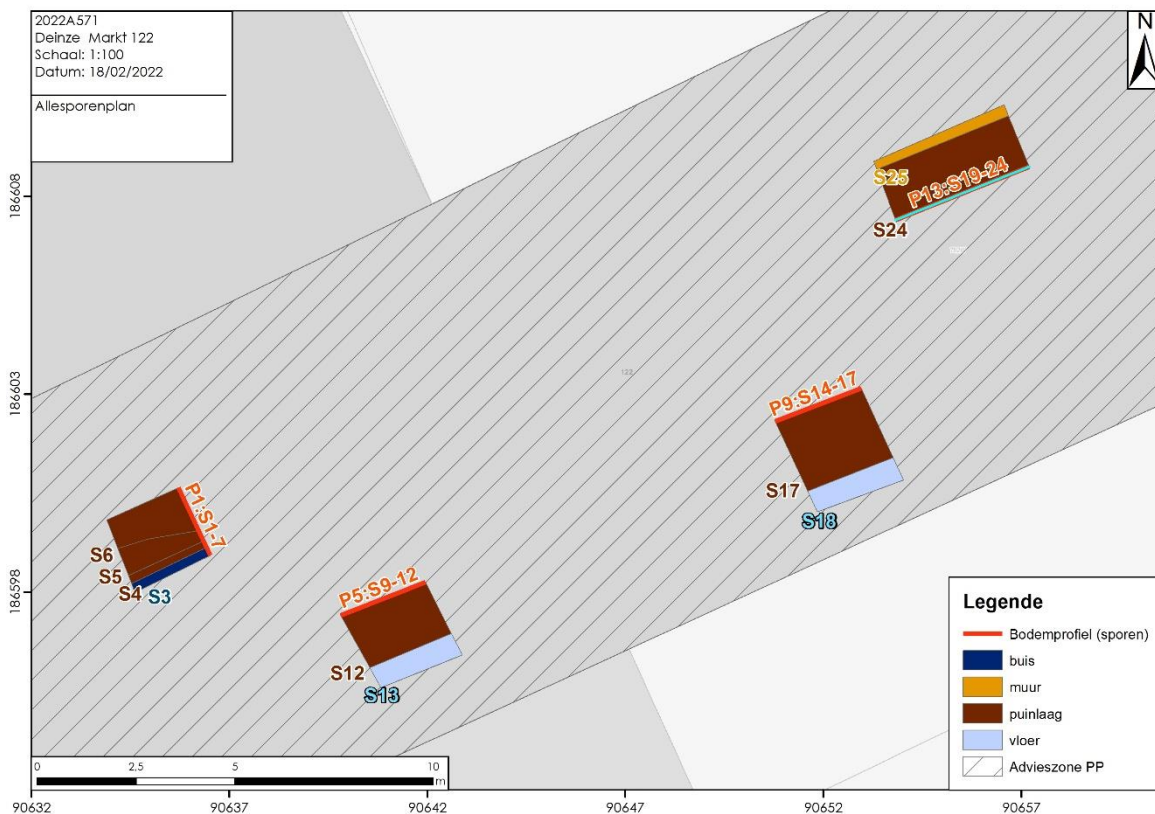 2022A571
Deinze Markt 122
Schaal: 1:100
Datum: 18/02/2022
Allesporenplan
N
S25
P13:S19-24
S24
186608
122
186603
P9:S14-17
S17
S18
P1:S1-7
S6
S5
S4
S3
186598
P5:S9-12
S12
S13
Legende
Bodemprofiel (sporen)
buis
muur
puinlaag
vloer
Advieszone PP
0 2.5 5 10
m
90632 90637 90642 90647 90652 90657